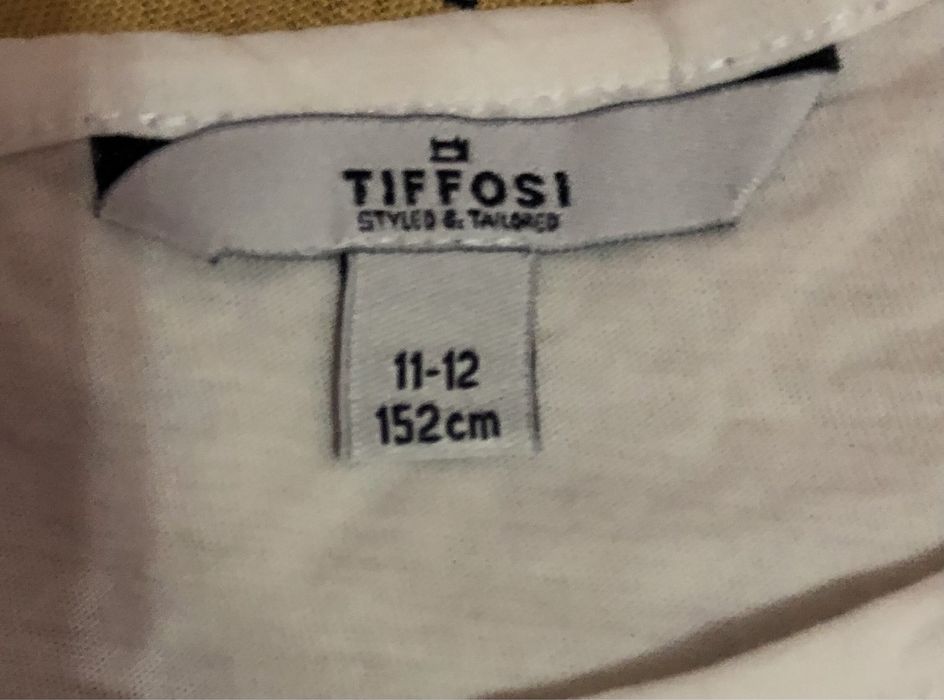 TIFFOSI
STYLED & TAILORED
11-12
152cm